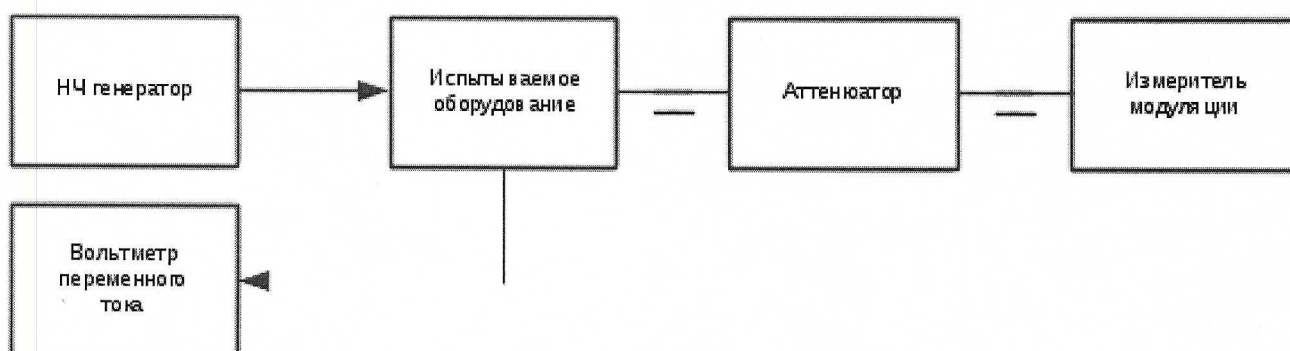 НЧ генератор
Испытываемое
оборудование
Аттенюатор
Измеритель
модуляции
Вольтметр
переменного
тока